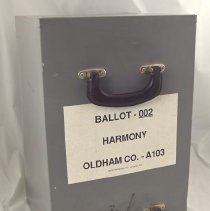 BALLOT - 002
HARMONY
OLDHAM CO. - A103